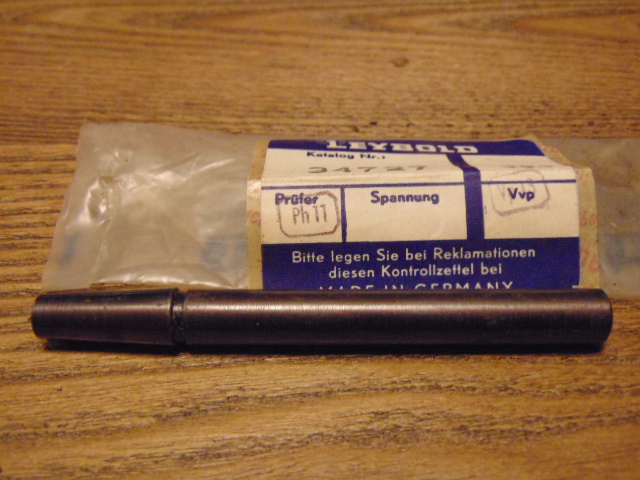 LEYBOLD
Katalog Nr.:
34727
Prüfer Spannung Vvp
Ph 11
Bitte legen Sie bei Reklamationen
diesen Kontrollzettel bei
MADE IN GERMANY